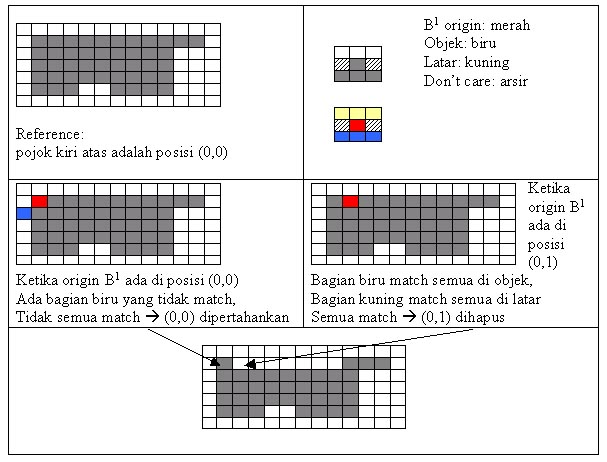 B¹ origin: merah
Objek: biru
Latar: kuning
Don't care: arsir
Reference:
pojok kiri atas adalah posisi (0,0)
Ketika origin B¹ ada di posisi (0,0)
Ada bagian biru yang tidak match,
Tidak semua match → (0,0) dipertahankan
Ketika
origin B¹
ada di
posisi
(0,1)
Bagian biru match semua di objek,
Bagian kuning match semua di latar
Semua match → (0,1) dihapus